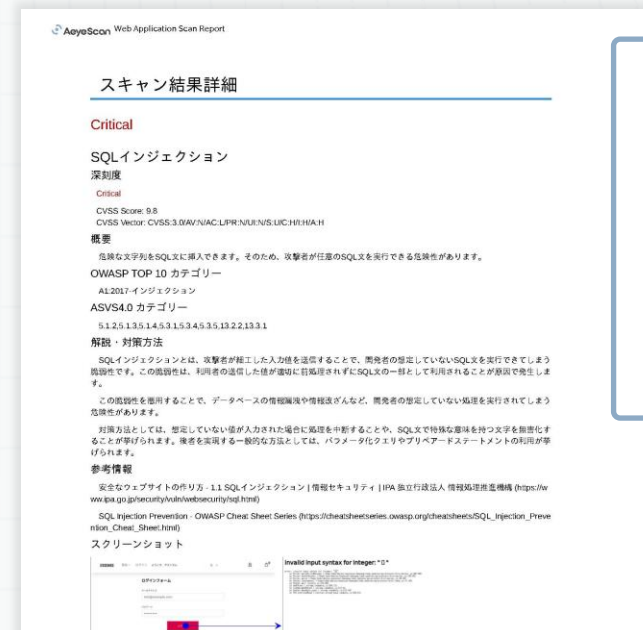 AeyeScan Web Application Scan Report
スキャン結果詳細
Critical
SQLインジェクション
深刻度
Critical
CVSS Score: 9.8
CVSS Vector: CVSS:3.0/AV:N/AC:L/PR:N/UI:N/S:U/C:H/I:H/A:H
概要
危険な文字列をSQL文に挿入できます。そのため、攻撃者が任意のSQL文を実行できる危険性があります。
OWASP TOP 10 カテゴリー
A1:2017-インジェクション
ASVS4.0 カテゴリー
5.1.2,5.1.3,5.1.4,5.3.1,5.3.4,5.3.5,13.2.2,13.3.1
解説・対策方法
SQLインジェクションとは、攻撃者が細工した入力値を送信することで、開発者の想定していないSQL文を実行できてしまう
脆弱性です。この脆弱性は、利用者の送信した値が適切に前処理されずにSQL文の一部として利用されることが原因で発生しま
す。
この脆弱性を悪用することで、データベースの情報漏洩や情報改ざんなど、開発者の想定していない処理を実行されてしまう
危険性があります。
対策方法としては、想定していない値が入力された場合に処理を中断することや、SQL文で特殊な意味を持つ文字を無害化す
ることが挙げられます。後者を実現する一般的な方法としては、パラメータ化クエリやプリペアードステートメントの利用が挙
げられます。
参考情報
安全なウェブサイトの作り方 - 1.1 SQLインジェクション | 情報セキュリティ | IPA 独立行政法人 情報処理推進機構 (https://w
ww.ipa.go.jp/security/vuln/websecurity/sql.html)
SQL Injection Prevention - OWASP Cheat Sheet Series (https://cheatsheetseries.owasp.org/cheatsheets/SQL_Injection_Preve
ntion_Cheat_Sheet.html)
スクリーンショット
ログインフォーム
invalid input syntax for integer: "